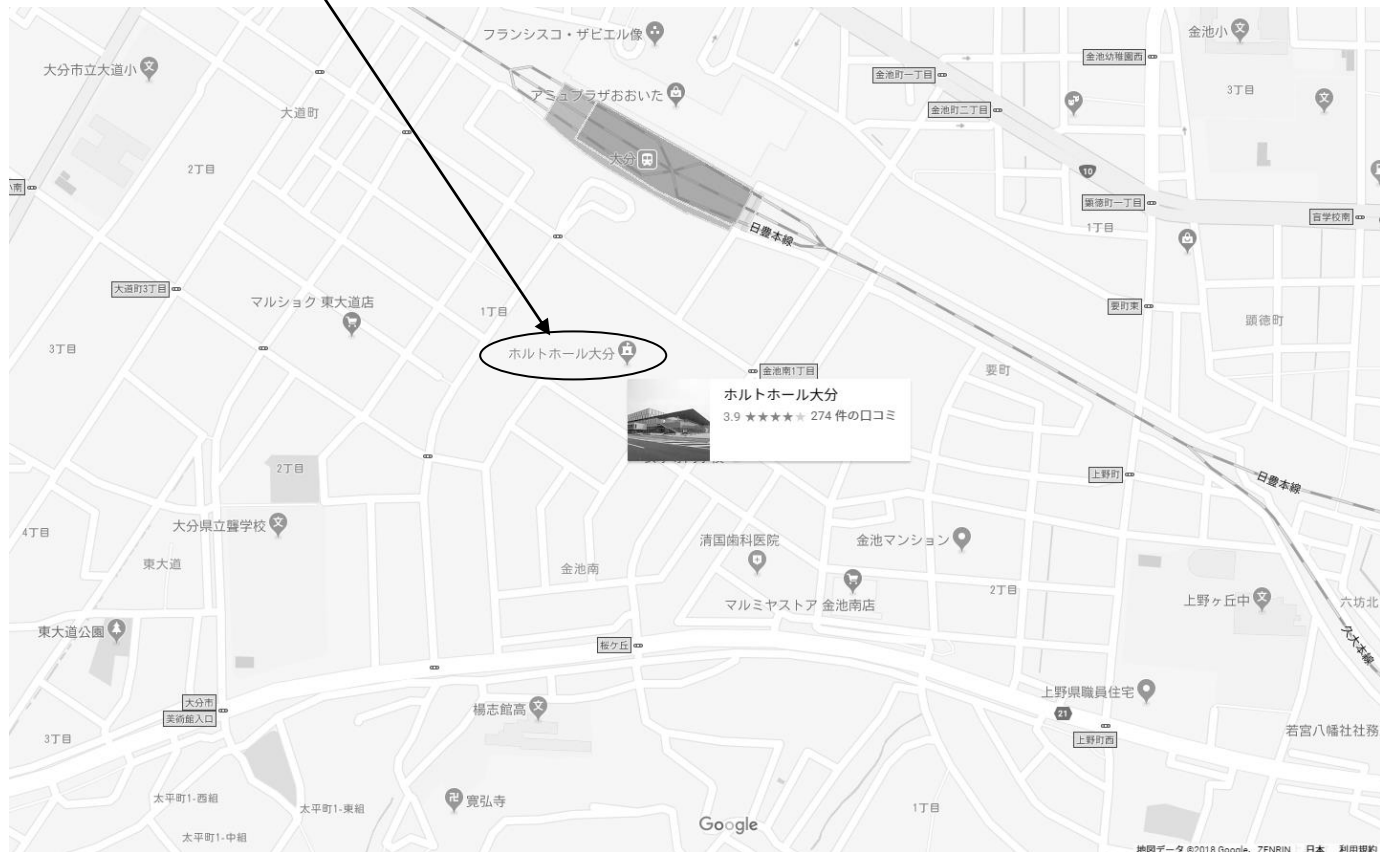 フランシスコ・ザビエル像
金池小
大分市立大道小
金池幼稚園西
金池町一丁目
アミュプラザおおいた
3丁目
大道町
金池町二丁目
大分
2丁目
10
顕徳町一丁目
盲学校南
1丁目
日豊本線
大道町3丁目
マルショク 東大道店
要町東
1丁目
顕徳町
3丁目
ホルトホール大分
金池南1丁目
要町
ホルトホール大分
3.9 ★★★★★ 274 件の口コミ
2丁目
上野町
日豊本線
大分県立聾学校
4丁目
清国歯科医院
金池マンション
東大道
金池南
2丁目
マルミヤストア 金池南店
上野ヶ丘中
六坊北
東大道公園
久大本線
桜ケ丘
上野県職員住宅
大分市
美術館入口
楊志館高
21
上野町西
3丁目
若宮八幡社社務
太平町1-西組
太平町1-東組
寛弘寺
1丁目
Google
太平町1-中組
地図データ ©2018 Google、ZENRIN 日本 利用規約